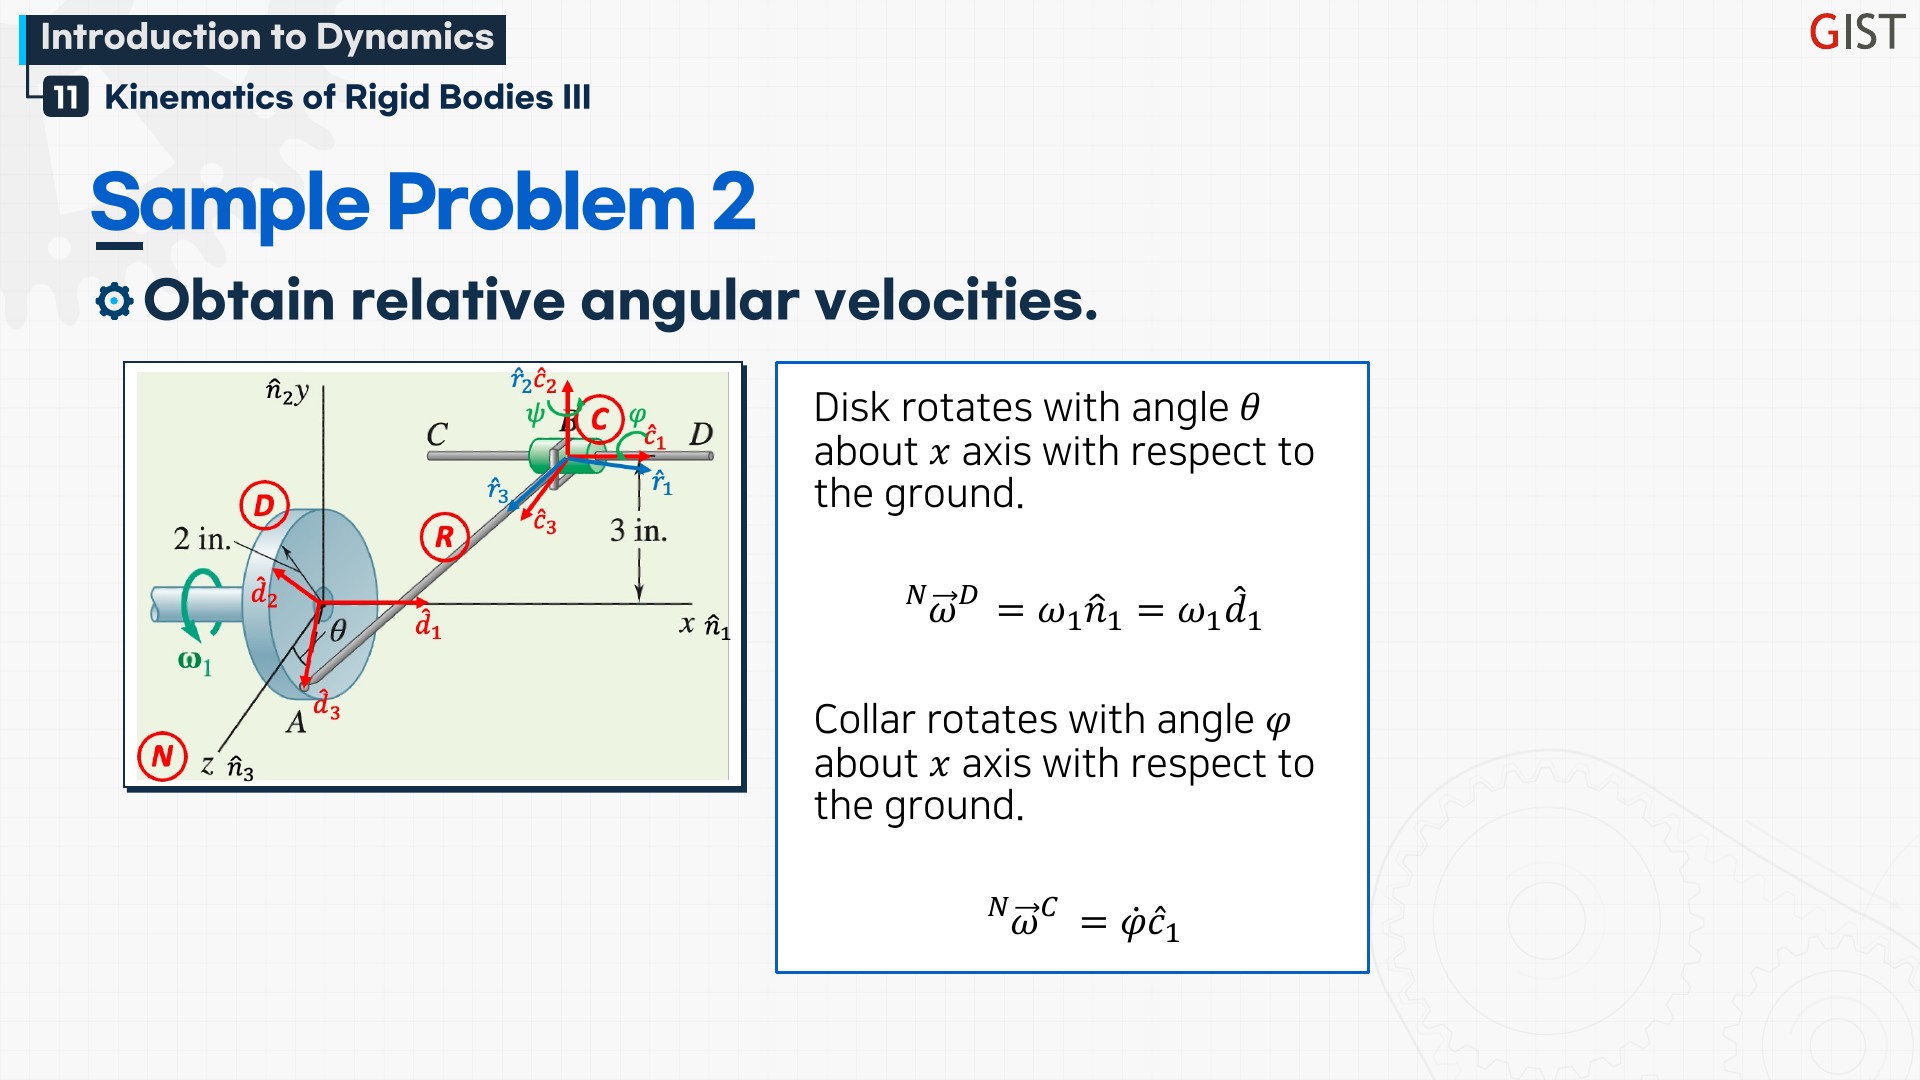 Introduction to Dynamics
GIST
11 Kinematics of Rigid Bodies III
Sample Problem 2
Obtain relative angular velocities.
n̂₂ y
r̂₂ ĉ₂
ψ B C φ
C ĉ₁ D
r̂₃ r̂₁
D ĉ₃
2 in. R 3 in.
d̂₂
θ d̂₁ x n̂₁
ω₁
d̂₃
A
N z n̂₃
Disk rotates with angle θ
about x axis with respect to
the ground.
ᴺω⃗ᴰ = ω₁n̂₁ = ω₁d̂₁
Collar rotates with angle φ
about x axis with respect to
the ground.
ᴺω⃗ᶜ = φ̇ĉ₁